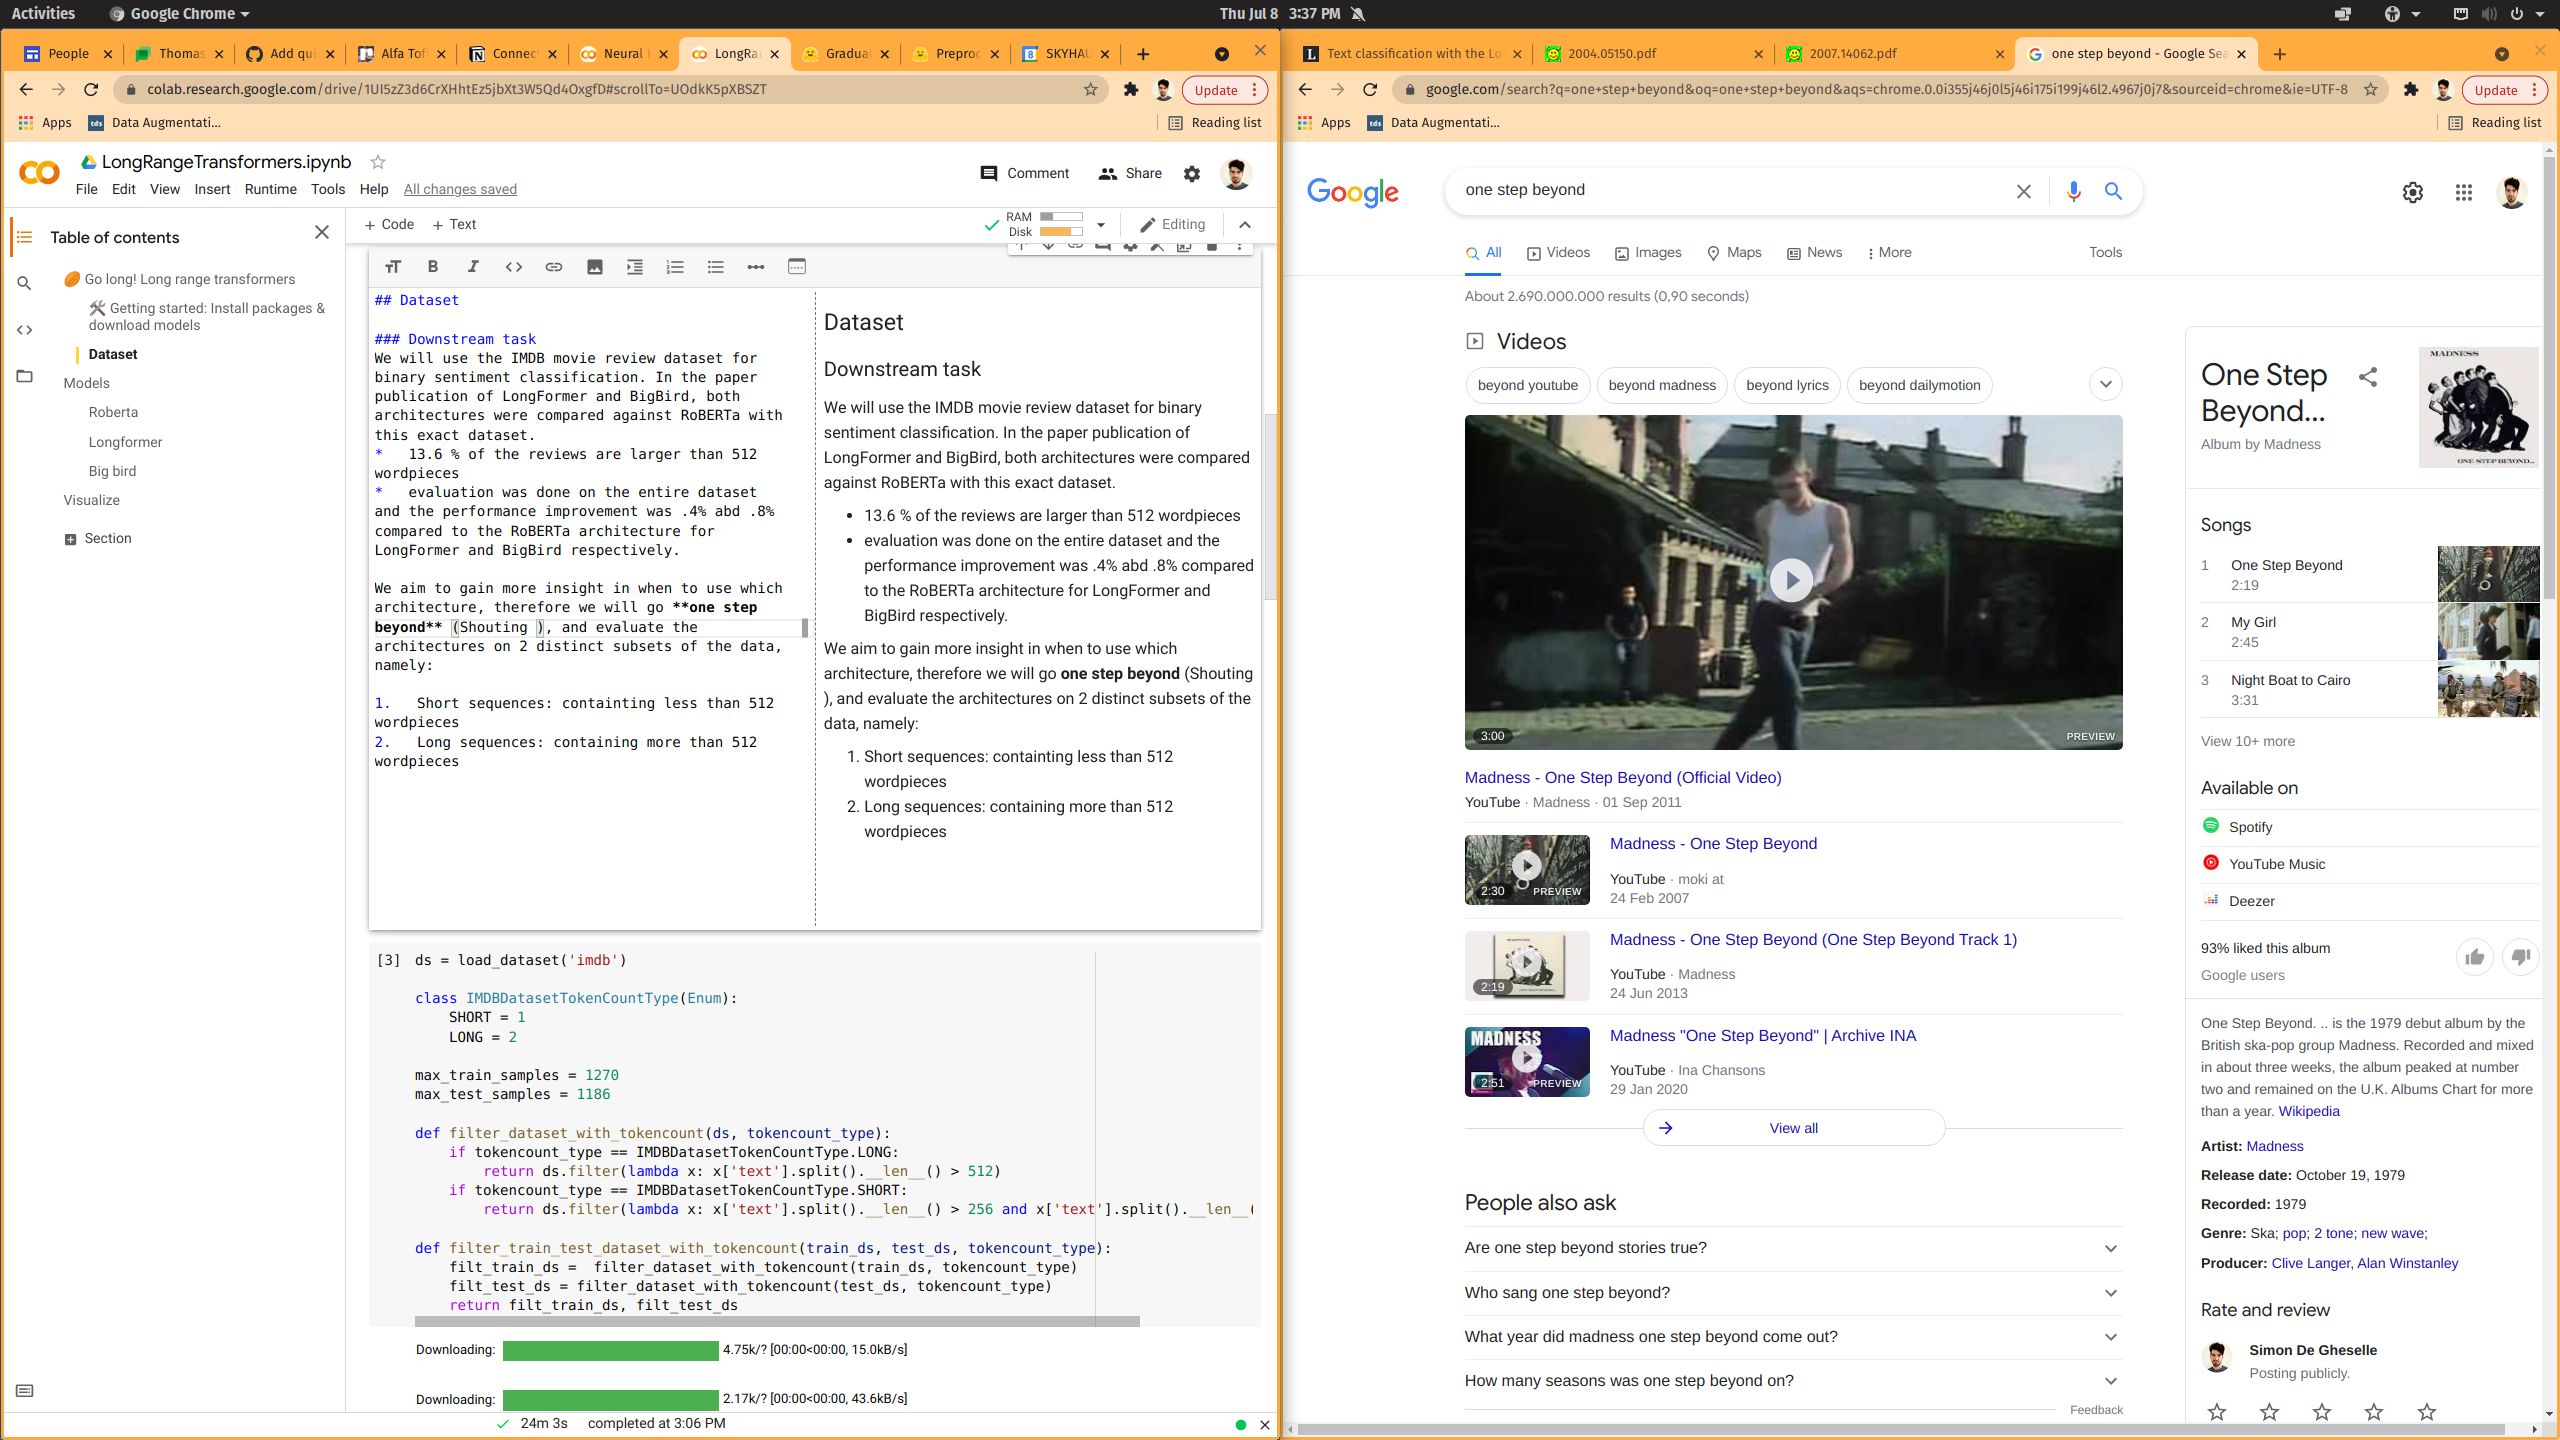 Activities
Google Chrome
Thu Jul 8 3:37 PM
People
Thomas
Add qui
Alfa Tof
Connect
Neural
LongRa
Gradual
Preproc
SKYHAU
colab.research.google.com/drive/1UI5zZ3d6CrXHhtEz5jbXt3W5Qd4OxgfD#scrollTo=UOdkK5pXBSZT
Update
Apps
Data Augmentati...
Reading list
LongRangeTransformers.ipynb
Comment
Share
File Edit View Insert Runtime Tools Help All changes saved
Table of contents
Go long! Long range transformers
Getting started: Install packages &
download models
Dataset
Models
Roberta
Longformer
Big bird
Visualize
Section
+ Code + Text
RAM
Disk
Editing
## Dataset
### Downstream task
We will use the IMDB movie review dataset for
binary sentiment classification. In the paper
publication of LongFormer and BigBird, both
architectures were compared against RoBERTa with
this exact dataset.
* 13.6 % of the reviews are larger than 512
wordpieces
* evaluation was done on the entire dataset
and the performance improvement was .4% abd .8%
compared to the RoBERTa architecture for
LongFormer and BigBird respectively.
We aim to gain more insight in when to use which
architecture, therefore we will go **one step
beyond** (Shouting ), and evaluate the
architectures on 2 distinct subsets of the data,
namely:
1. Short sequences: containting less than 512
wordpieces
2. Long sequences: containing more than 512
wordpieces
Dataset
Downstream task
We will use the IMDB movie review dataset for binary
sentiment classification. In the paper publication of
LongFormer and BigBird, both architectures were compared
against RoBERTa with this exact dataset.
• 13.6 % of the reviews are larger than 512 wordpieces
• evaluation was done on the entire dataset and the
performance improvement was .4% abd .8% compared
to the RoBERTa architecture for LongFormer and
BigBird respectively.
We aim to gain more insight in when to use which
architecture, therefore we will go one step beyond (Shouting
), and evaluate the architectures on 2 distinct subsets of the
data, namely:
1. Short sequences: containting less than 512
wordpieces
2. Long sequences: containing more than 512
wordpieces
[3] ds = load_dataset('imdb')
class IMDBDatasetTokenCountType(Enum):
SHORT = 1
LONG = 2
max_train_samples = 1270
max_test_samples = 1186
def filter_dataset_with_tokencount(ds, tokencount_type):
if tokencount_type == IMDBDatasetTokenCountType.LONG:
return ds.filter(lambda x: x['text'].split().__len__() > 512)
if tokencount_type == IMDBDatasetTokenCountType.SHORT:
return ds.filter(lambda x: x['text'].split().__len__() > 256 and x['text'].split().__len__(
def filter_train_test_dataset_with_tokencount(train_ds, test_ds, tokencount_type):
filt_train_ds = filter_dataset_with_tokencount(train_ds, tokencount_type)
filt_test_ds = filter_dataset_with_tokencount(test_ds, tokencount_type)
return filt_train_ds, filt_test_ds
Downloading: 4.75k/? [00:00<00:00, 15.0kB/s]
Downloading: 2.17k/? [00:00<00:00, 43.6kB/s]
24m 3s completed at 3:06 PM
Text classification with the Lo
2004.05150.pdf
2007.14062.pdf
one step beyond - Google Sea
google.com/search?q=one+step+beyond&oq=one+step+beyond&aqs=chrome.0.0i355j46j0l5j46i175i199j46l2.4967j0j7&sourceid=chrome&ie=UTF-8
Update
Apps
Data Augmentati...
Reading list
Google
one step beyond
All Videos Images Maps News More Tools
About 2.690.000.000 results (0,90 seconds)
Videos
beyond youtube
beyond madness
beyond lyrics
beyond dailymotion
3:00
PREVIEW
Madness - One Step Beyond (Official Video)
YouTube · Madness · 01 Sep 2011
2:30 PREVIEW
Madness - One Step Beyond
YouTube · moki at
24 Feb 2007
2:19
Madness - One Step Beyond (One Step Beyond Track 1)
YouTube · Madness
24 Jun 2013
MADNESS
2:51 PREVIEW
Madness "One Step Beyond" | Archive INA
YouTube · Ina Chansons
29 Jan 2020
View all
People also ask
Are one step beyond stories true?
Who sang one step beyond?
What year did madness one step beyond come out?
How many seasons was one step beyond on?
Feedback
One Step
Beyond...
Album by Madness
MADNESS
ONE STEP BEYOND...
Songs
1 One Step Beyond
2:19
2 My Girl
2:45
3 Night Boat to Cairo
3:31
View 10+ more
Available on
Spotify
YouTube Music
Deezer
93% liked this album
Google users
One Step Beyond. .. is the 1979 debut album by the
British ska-pop group Madness. Recorded and mixed
in about three weeks, the album peaked at number
two and remained on the U.K. Albums Chart for more
than a year. Wikipedia
Artist: Madness
Release date: October 19, 1979
Recorded: 1979
Genre: Ska; pop; 2 tone; new wave;
Producer: Clive Langer, Alan Winstanley
Rate and review
Simon De Gheselle
Posting publicly.